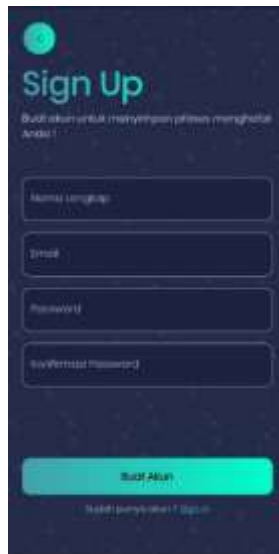 Sign Up
Buat akun untuk menyimpan proses menghafal
Anda !
Nama Lengkap
Email
Password
Konfirmasi Password
Buat Akun
Sudah punya akun ? Sign in